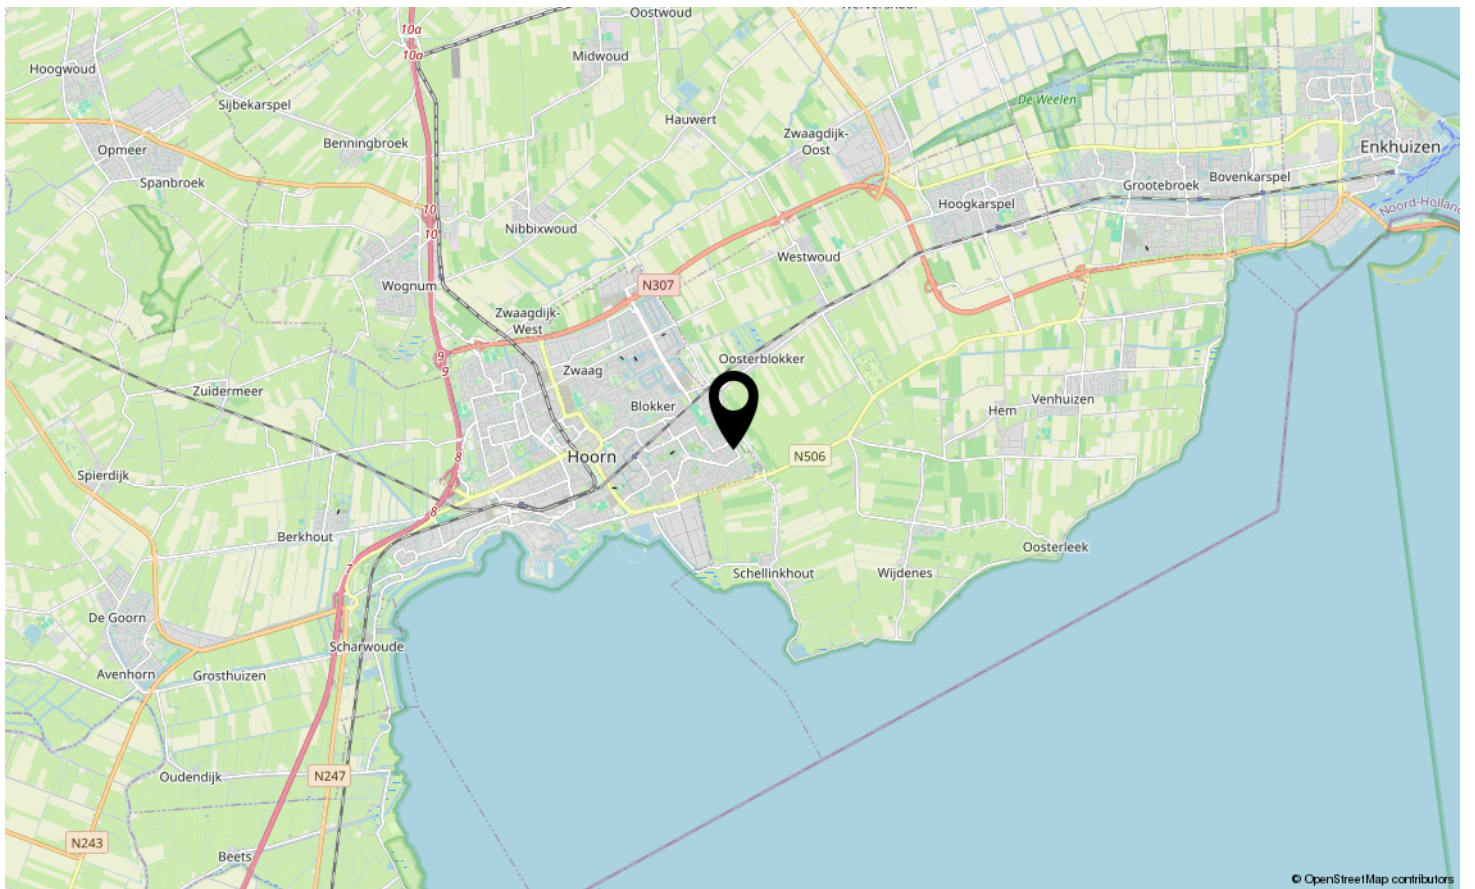 Oostwoud
10a
10a
Midwoud
Hoogwoud
Sijbekarspel
De Weelen
Hauwert
Zwaagdijk-
Oost
Benningbroek
Opmeer
Enkhuizen
Spanbroek
Grootebroek
Bovenkarspel
Hoogkarspel
Noord-Holland
10
10
Nibbixwoud
Westwoud
Wognum
N307
Zwaagdijk-
West
9
9
Oosterblokker
Zwaag
Zuidermeer
Blokker
Hem
Venhuizen
Hoorn
N506
8
Spierdijk
8
Berkhout
Oosterleek
7
Schellinkhout
Wijdenes
De Goorn
Scharwoude
Avenhorn
Grosthuizen
Oudendijk
N247
N243
Beets
© OpenStreetMap contributors